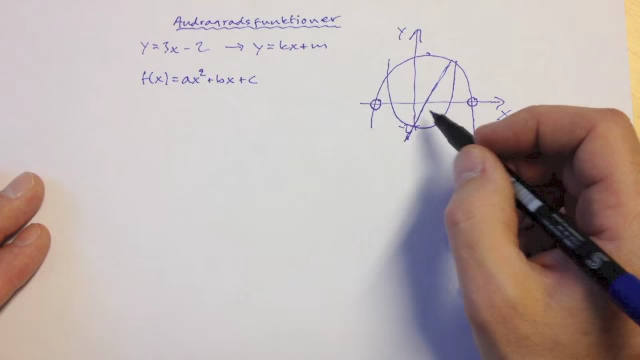 Andragradsfunktioner
y=3x-2 → y=kx+m
f(x)=ax²+bx+c
Y
X